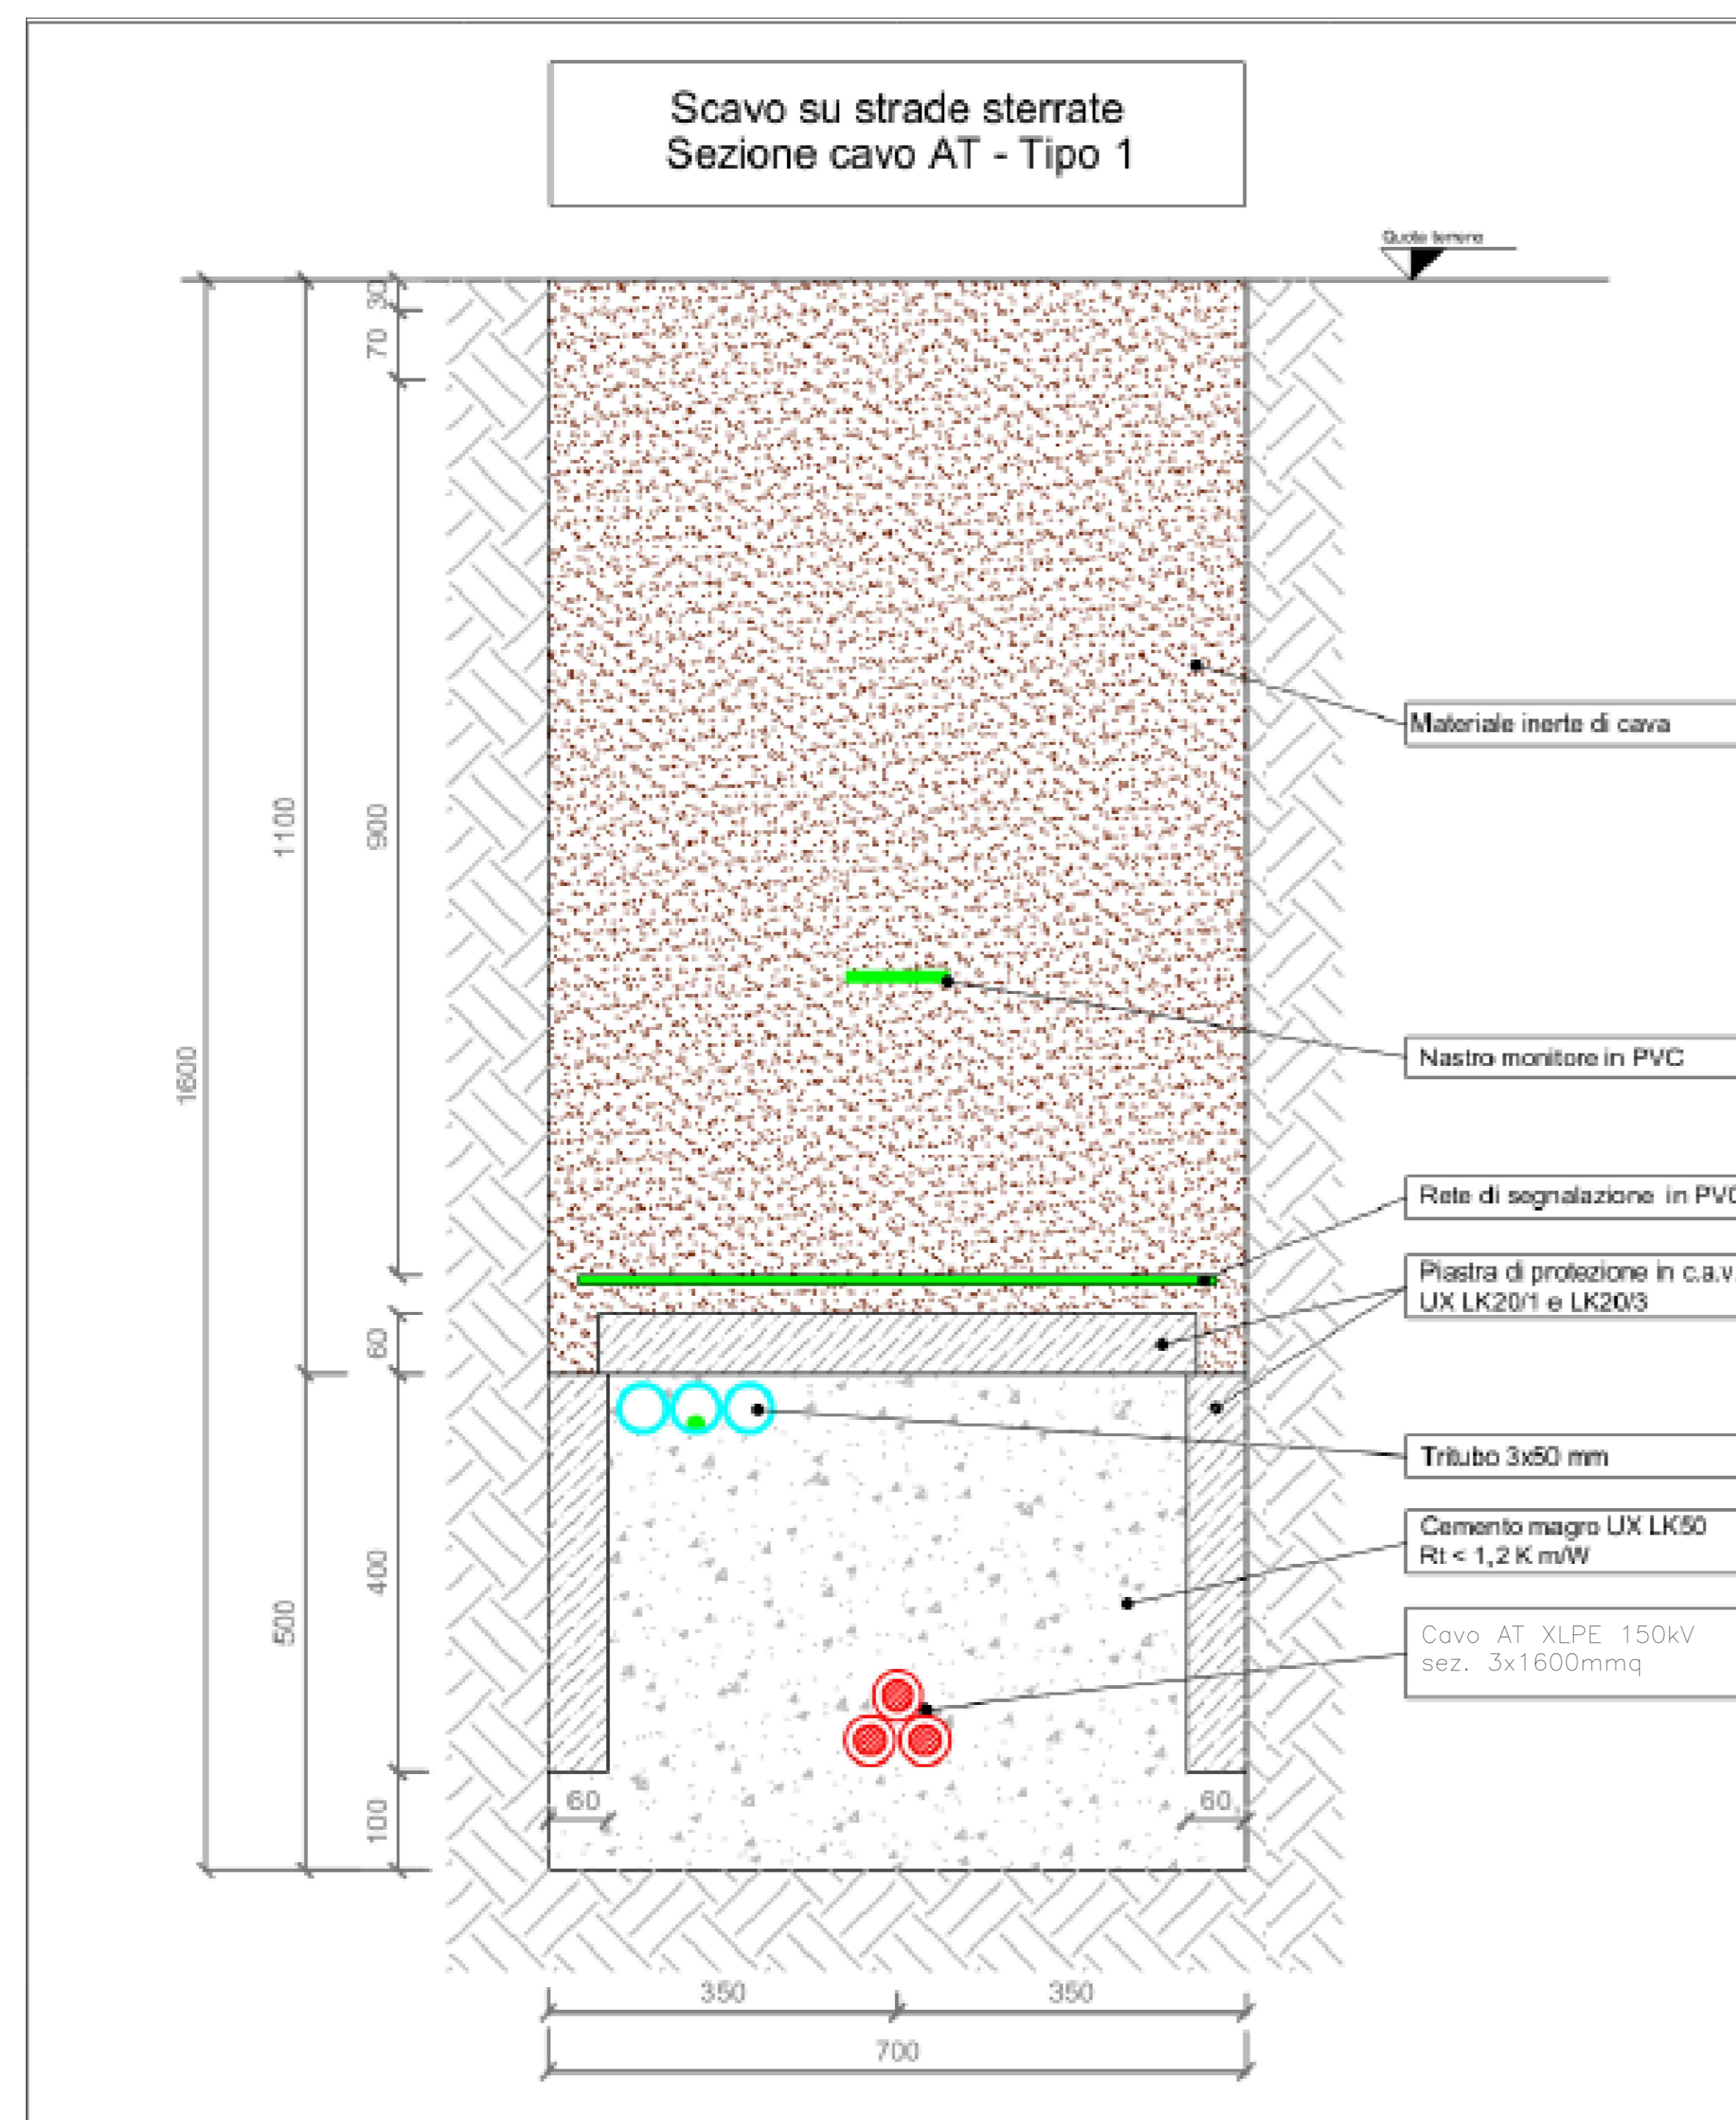 Scavo su strade sterrate
Sezione cavo AT - Tipo 1
Quota terreno
30
70
1100
900
1600
60
400
500
100
60
60
350
350
700
Materiale inerte di cava
Nastro monitore in PVC
Rete di segnalazione in PVC
Piastra di protezione in c.a.v.
UX LK20/1 e LK20/3
Tritubo 3x50 mm
Cemento magro UX LK50
Rt < 1,2 K m/W
Cavo AT XLPE 150kV
sez. 3x1600mmq